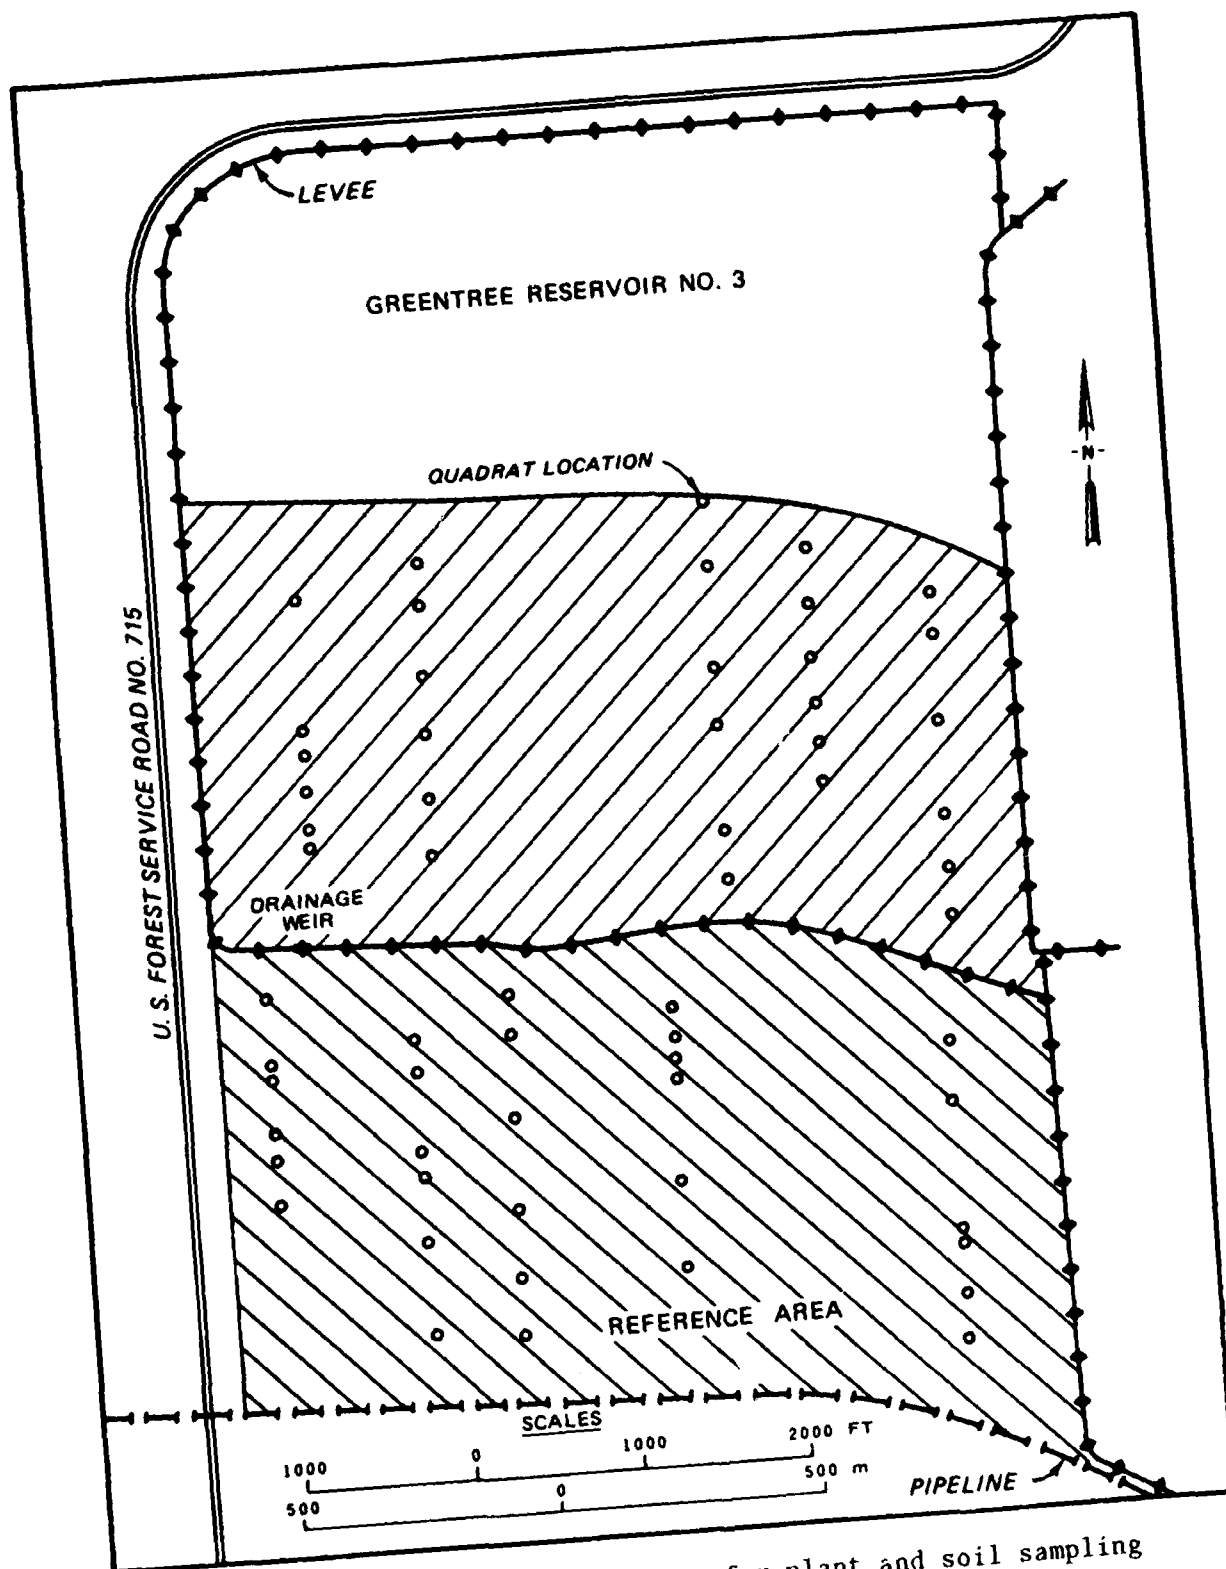 LEVEE
GREENTREE RESERVOIR NO. 3
QUADRAT LOCATION
-N-
U. S. FOREST SERVICE ROAD NO. 715
DRAINAGE
WEIR
REFERENCE AREA
SCALES
1000 0 1000 2000 FT
500 0 500 m
PIPELINE
plant and soil sampling